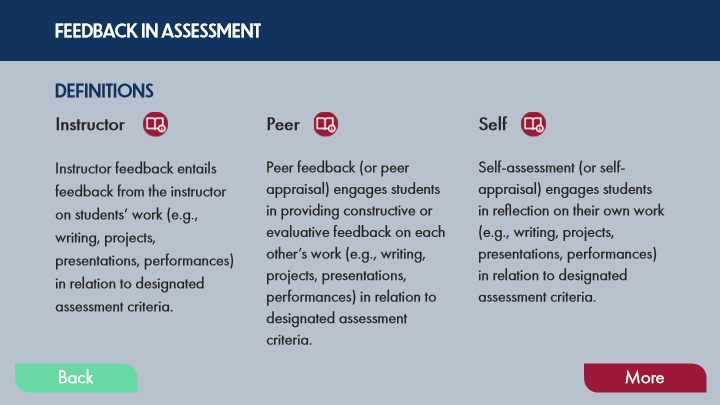 FEEDBACK IN ASSESSMENT
DEFINITIONS
Instructor
Instructor feedback entails
feedback from the instructor
on students’ work (e.g.,
writing, projects,
presentations, performances)
in relation to designated
assessment criteria.
Peer
Peer feedback (or peer
appraisal) engages students
in providing constructive or
evaluative feedback on each
other’s work (e.g., writing,
projects, presentations,
performances) in relation to
designated assessment
criteria.
Self
Self-assessment (or self-
appraisal) engages students
in reflection on their own work
(e.g., writing, projects,
presentations, performances)
in relation to designated
assessment criteria.
Back
More